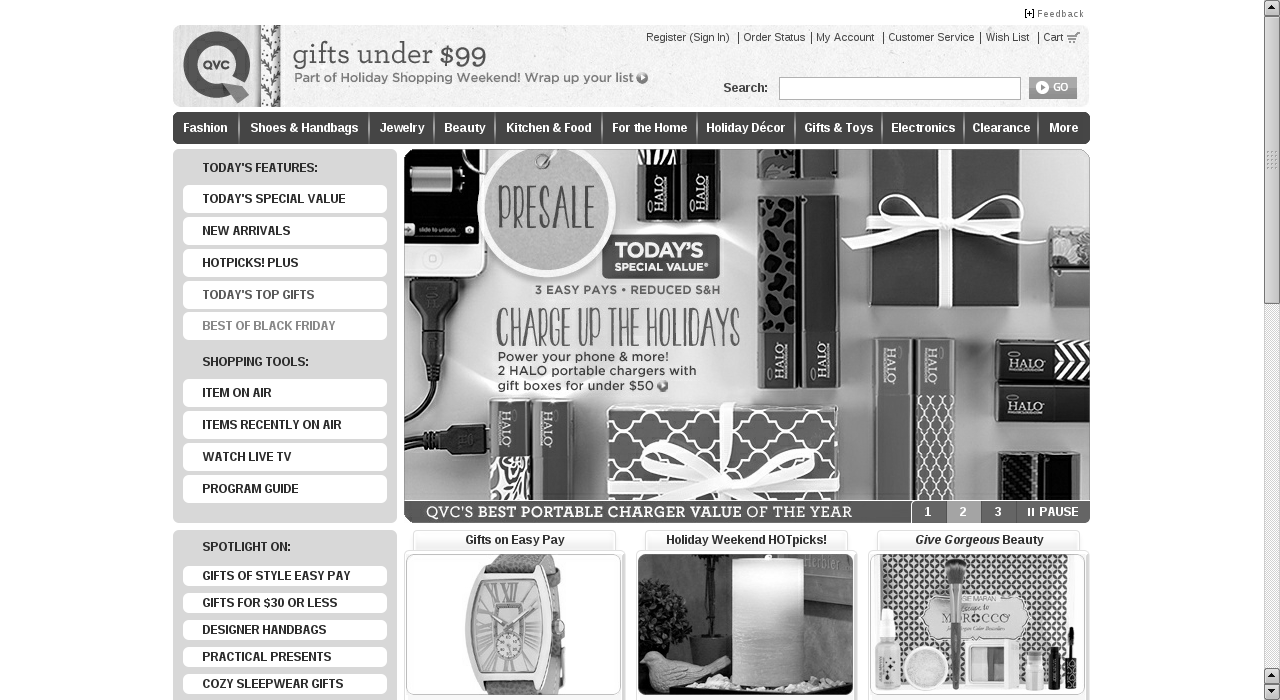 [+] Feedback
QVC
gifts under $99
Part of Holiday Shopping Weekend! Wrap up your list
Register (Sign In) | Order Status | My Account | Customer Service | Wish List | Cart
Search: GO
Fashion Shoes & Handbags Jewelry Beauty Kitchen & Food For the Home Holiday Décor Gifts & Toys Electronics Clearance More
TODAY'S FEATURES:
TODAY'S SPECIAL VALUE
NEW ARRIVALS
HOTPICKS! PLUS
TODAY'S TOP GIFTS
BEST OF BLACK FRIDAY
SHOPPING TOOLS:
ITEM ON AIR
ITEMS RECENTLY ON AIR
WATCH LIVE TV
PROGRAM GUIDE
slide to unlock
PRESALE
TODAY'S
SPECIAL VALUE®
3 EASY PAYS • REDUCED S&H
CHARGE UP THE HOLIDAYS
Power your phone & more!
2 HALO portable chargers with
gift boxes for under $50
HALO
HALO
HALO
HALO
HALO
HALO
HALO
HALO
HALO
HALO
QVC'S BEST PORTABLE CHARGER VALUE OF THE YEAR
1 2 3 PAUSE
SPOTLIGHT ON:
GIFTS OF STYLE EASY PAY
GIFTS FOR $30 OR LESS
DESIGNER HANDBAGS
PRACTICAL PRESENTS
COZY SLEEPWEAR GIFTS
Gifts on Easy Pay
Holiday Weekend HOTpicks!
Give Gorgeous Beauty
MOROCCO